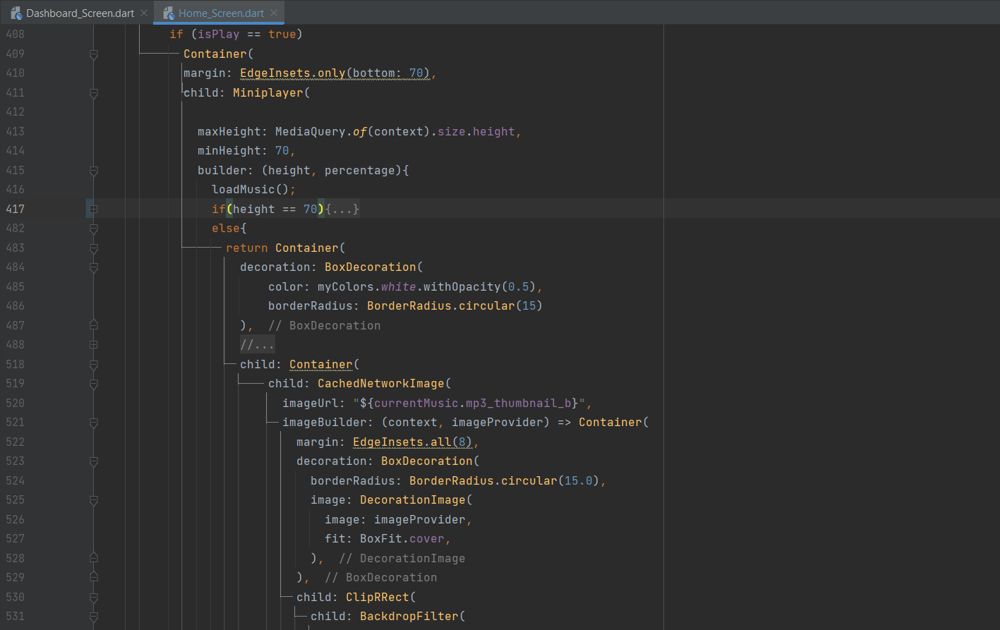 Dashboard_Screen.dart Home_Screen.dart
408 if (isPlay == true)
409 Container(
410 margin: EdgeInsets.only(bottom: 70),
411 child: Miniplayer(
412
413 maxHeight: MediaQuery.of(context).size.height,
414 minHeight: 70,
415 builder: (height, percentage){
416 loadMusic();
417 if(height == 70){...}
482 else{
483 return Container(
484 decoration: BoxDecoration(
485 color: myColors.white.withOpacity(0.5),
486 borderRadius: BorderRadius.circular(15)
487 ), // BoxDecoration
488 //...
518 child: Container(
519 child: CachedNetworkImage(
520 imageUrl: "${currentMusic.mp3_thumbnail_b}",
521 imageBuilder: (context, imageProvider) => Container(
522 margin: EdgeInsets.all(8),
523 decoration: BoxDecoration(
524 borderRadius: BorderRadius.circular(15.0),
525 image: DecorationImage(
526 image: imageProvider,
527 fit: BoxFit.cover,
528 ), // DecorationImage
529 ), // BoxDecoration
530 child: ClipRRect(
531 child: BackdropFilter(